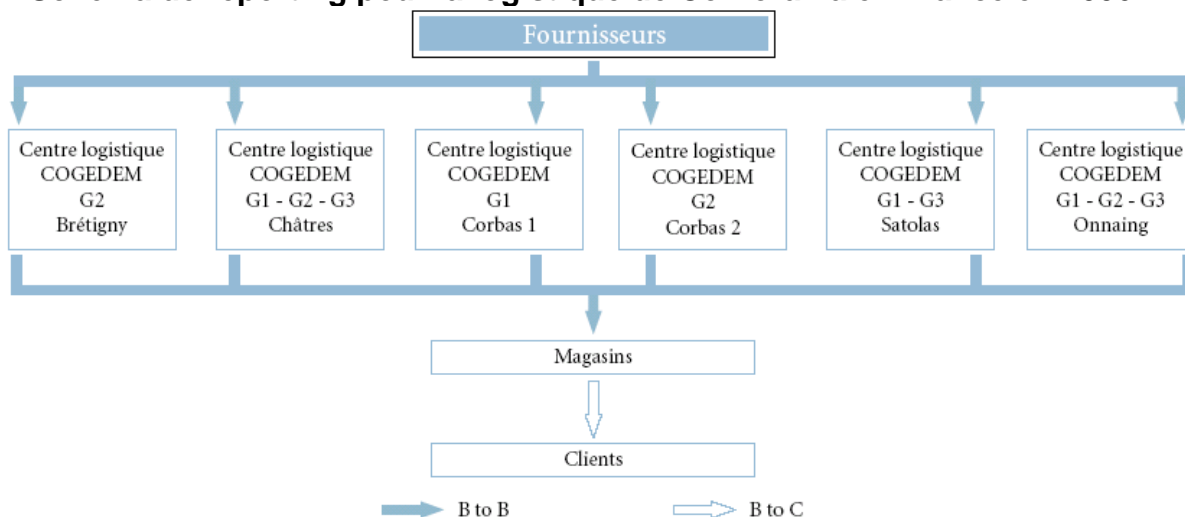 Fournisseurs
Centre logistique
COGEDEM
G2
Brétigny
Centre logistique
COGEDEM
G1 - G2 - G3
Châtres
Centre logistique
COGEDEM
G1
Corbas 1
Centre logistique
COGEDEM
G2
Corbas 2
Centre logistique
COGEDEM
G1 - G3
Satolas
Centre logistique
COGEDEM
G1 - G2 - G3
Onnaing
Magasins
Clients
B to B
B to C